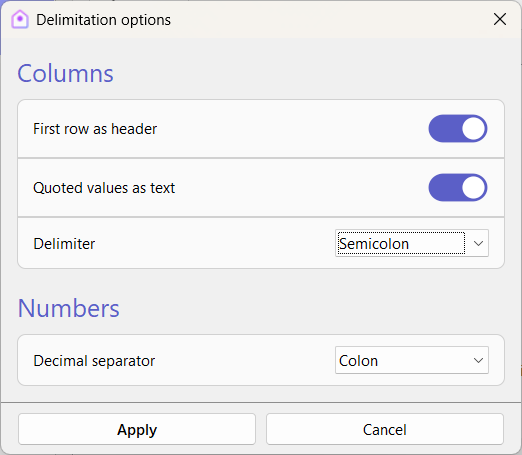 Delimitation options
Columns
First row as header
Quoted values as text
Delimiter
Semicolon
Numbers
Decimal separator
Colon
Apply
Cancel